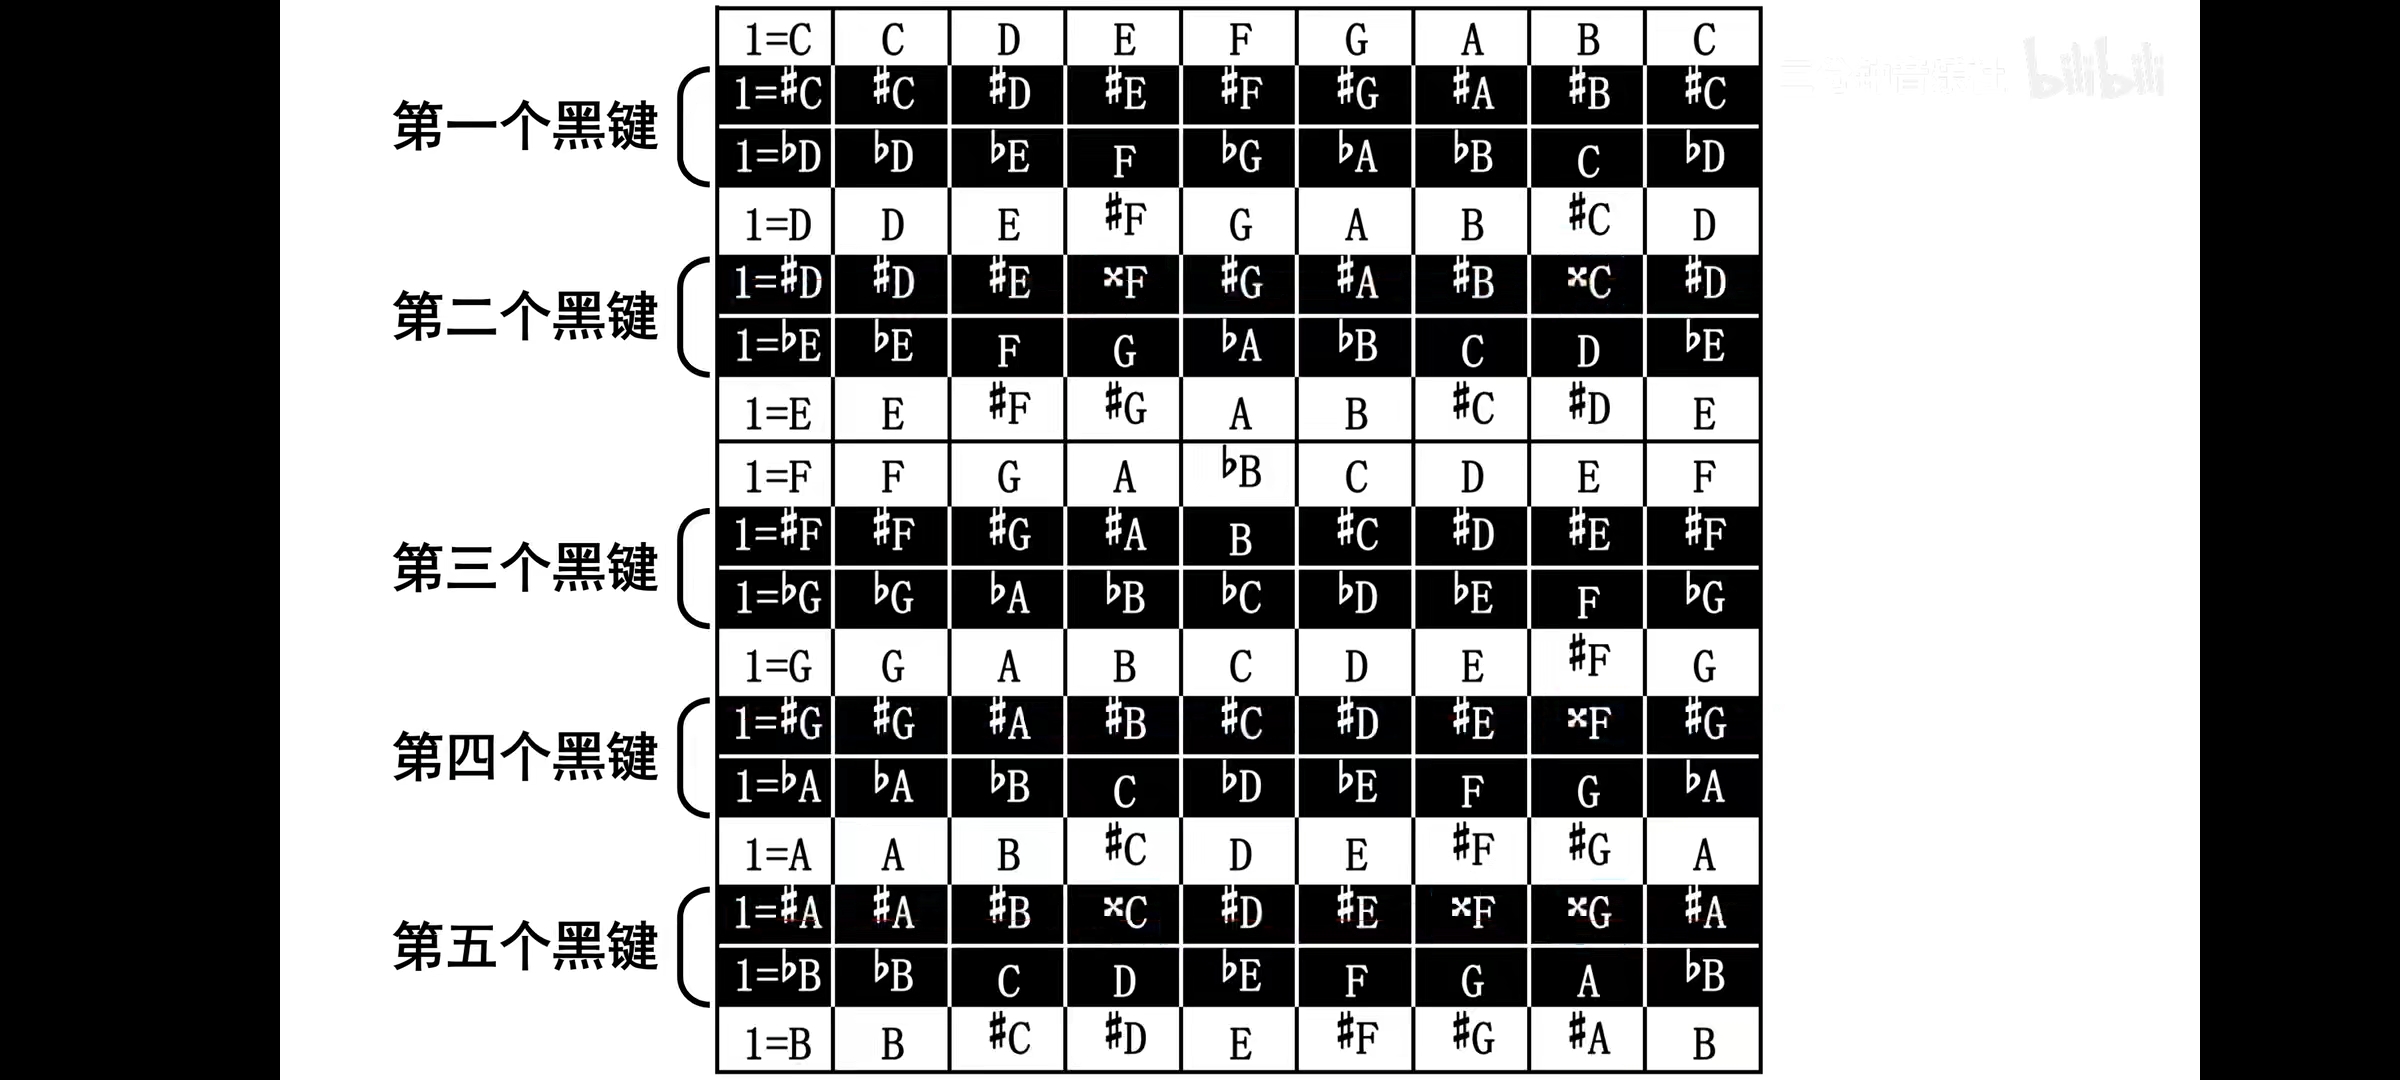 1=C C D E F G A B C
第一个黑键
1=♯C ♯C ♯D ♯E ♯F ♯G ♯A ♯B ♯C
1=♭D ♭D ♭E F ♭G ♭A ♭B C ♭D
1=D D E ♯F G A B ♯C D
第二个黑键
1=♯D ♯D ♯E 𝄪F ♯G ♯A ♯B 𝄪C ♯D
1=♭E ♭E F G ♭A ♭B C D ♭E
1=E E ♯F ♯G A B ♯C ♯D E
1=F F G A ♭B C D E F
第三个黑键
1=♯F ♯F ♯G ♯A B ♯C ♯D ♯E ♯F
1=♭G ♭G ♭A ♭B ♭C ♭D ♭E F ♭G
1=G G A B C D E ♯F G
第四个黑键
1=♯G ♯G ♯A ♯B ♯C ♯D ♯E 𝄪F ♯G
1=♭A ♭A ♭B C ♭D ♭E F G ♭A
1=A A B ♯C D E ♯F ♯G A
第五个黑键
1=♯A ♯A ♯B 𝄪C ♯D ♯E 𝄪F 𝄪G ♯A
1=♭B ♭B C D ♭E F G A ♭B
1=B B ♯C ♯D E ♯F ♯G ♯A B
bilibili